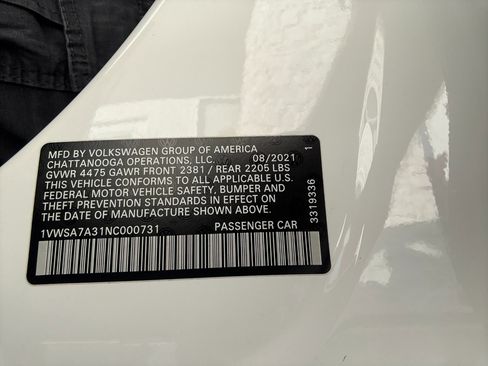 MFD BY VOLKSWAGEN GROUP OF AMERICA
CHATTANOOGA OPERATIONS, LLC. 08/2021
GVWR 4475 GAWR FRONT 2381 / REAR 2205 LBS
THIS VEHICLE CONFORMS TO ALL APPLICABLE U.S.
FEDERAL MOTOR VEHICLE SAFETY, BUMPER AND
THEFT PREVENTION STANDARDS IN EFFECT ON
THE DATE OF MANUFACTURE SHOWN ABOVE.
1VWSA7A31NC000731 PASSENGER CAR
3319336 1